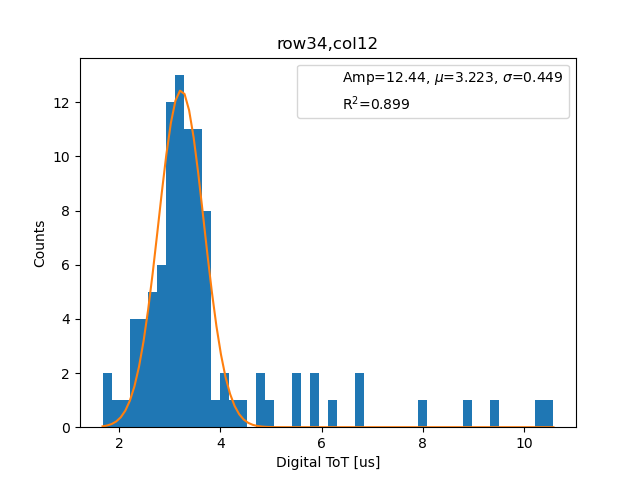 row34,col12
Amp=12.44, μ=3.223, σ=0.449
R²=0.899
12
10
8
6
4
2
0
Counts
2 4 6 8 10
Digital ToT [us]